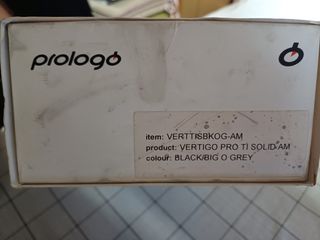 prologo
item: VERTTISBKOG-AM
product: VERTIGO PRO TI SOLID AM
colour: BLACK/BIG O GREY